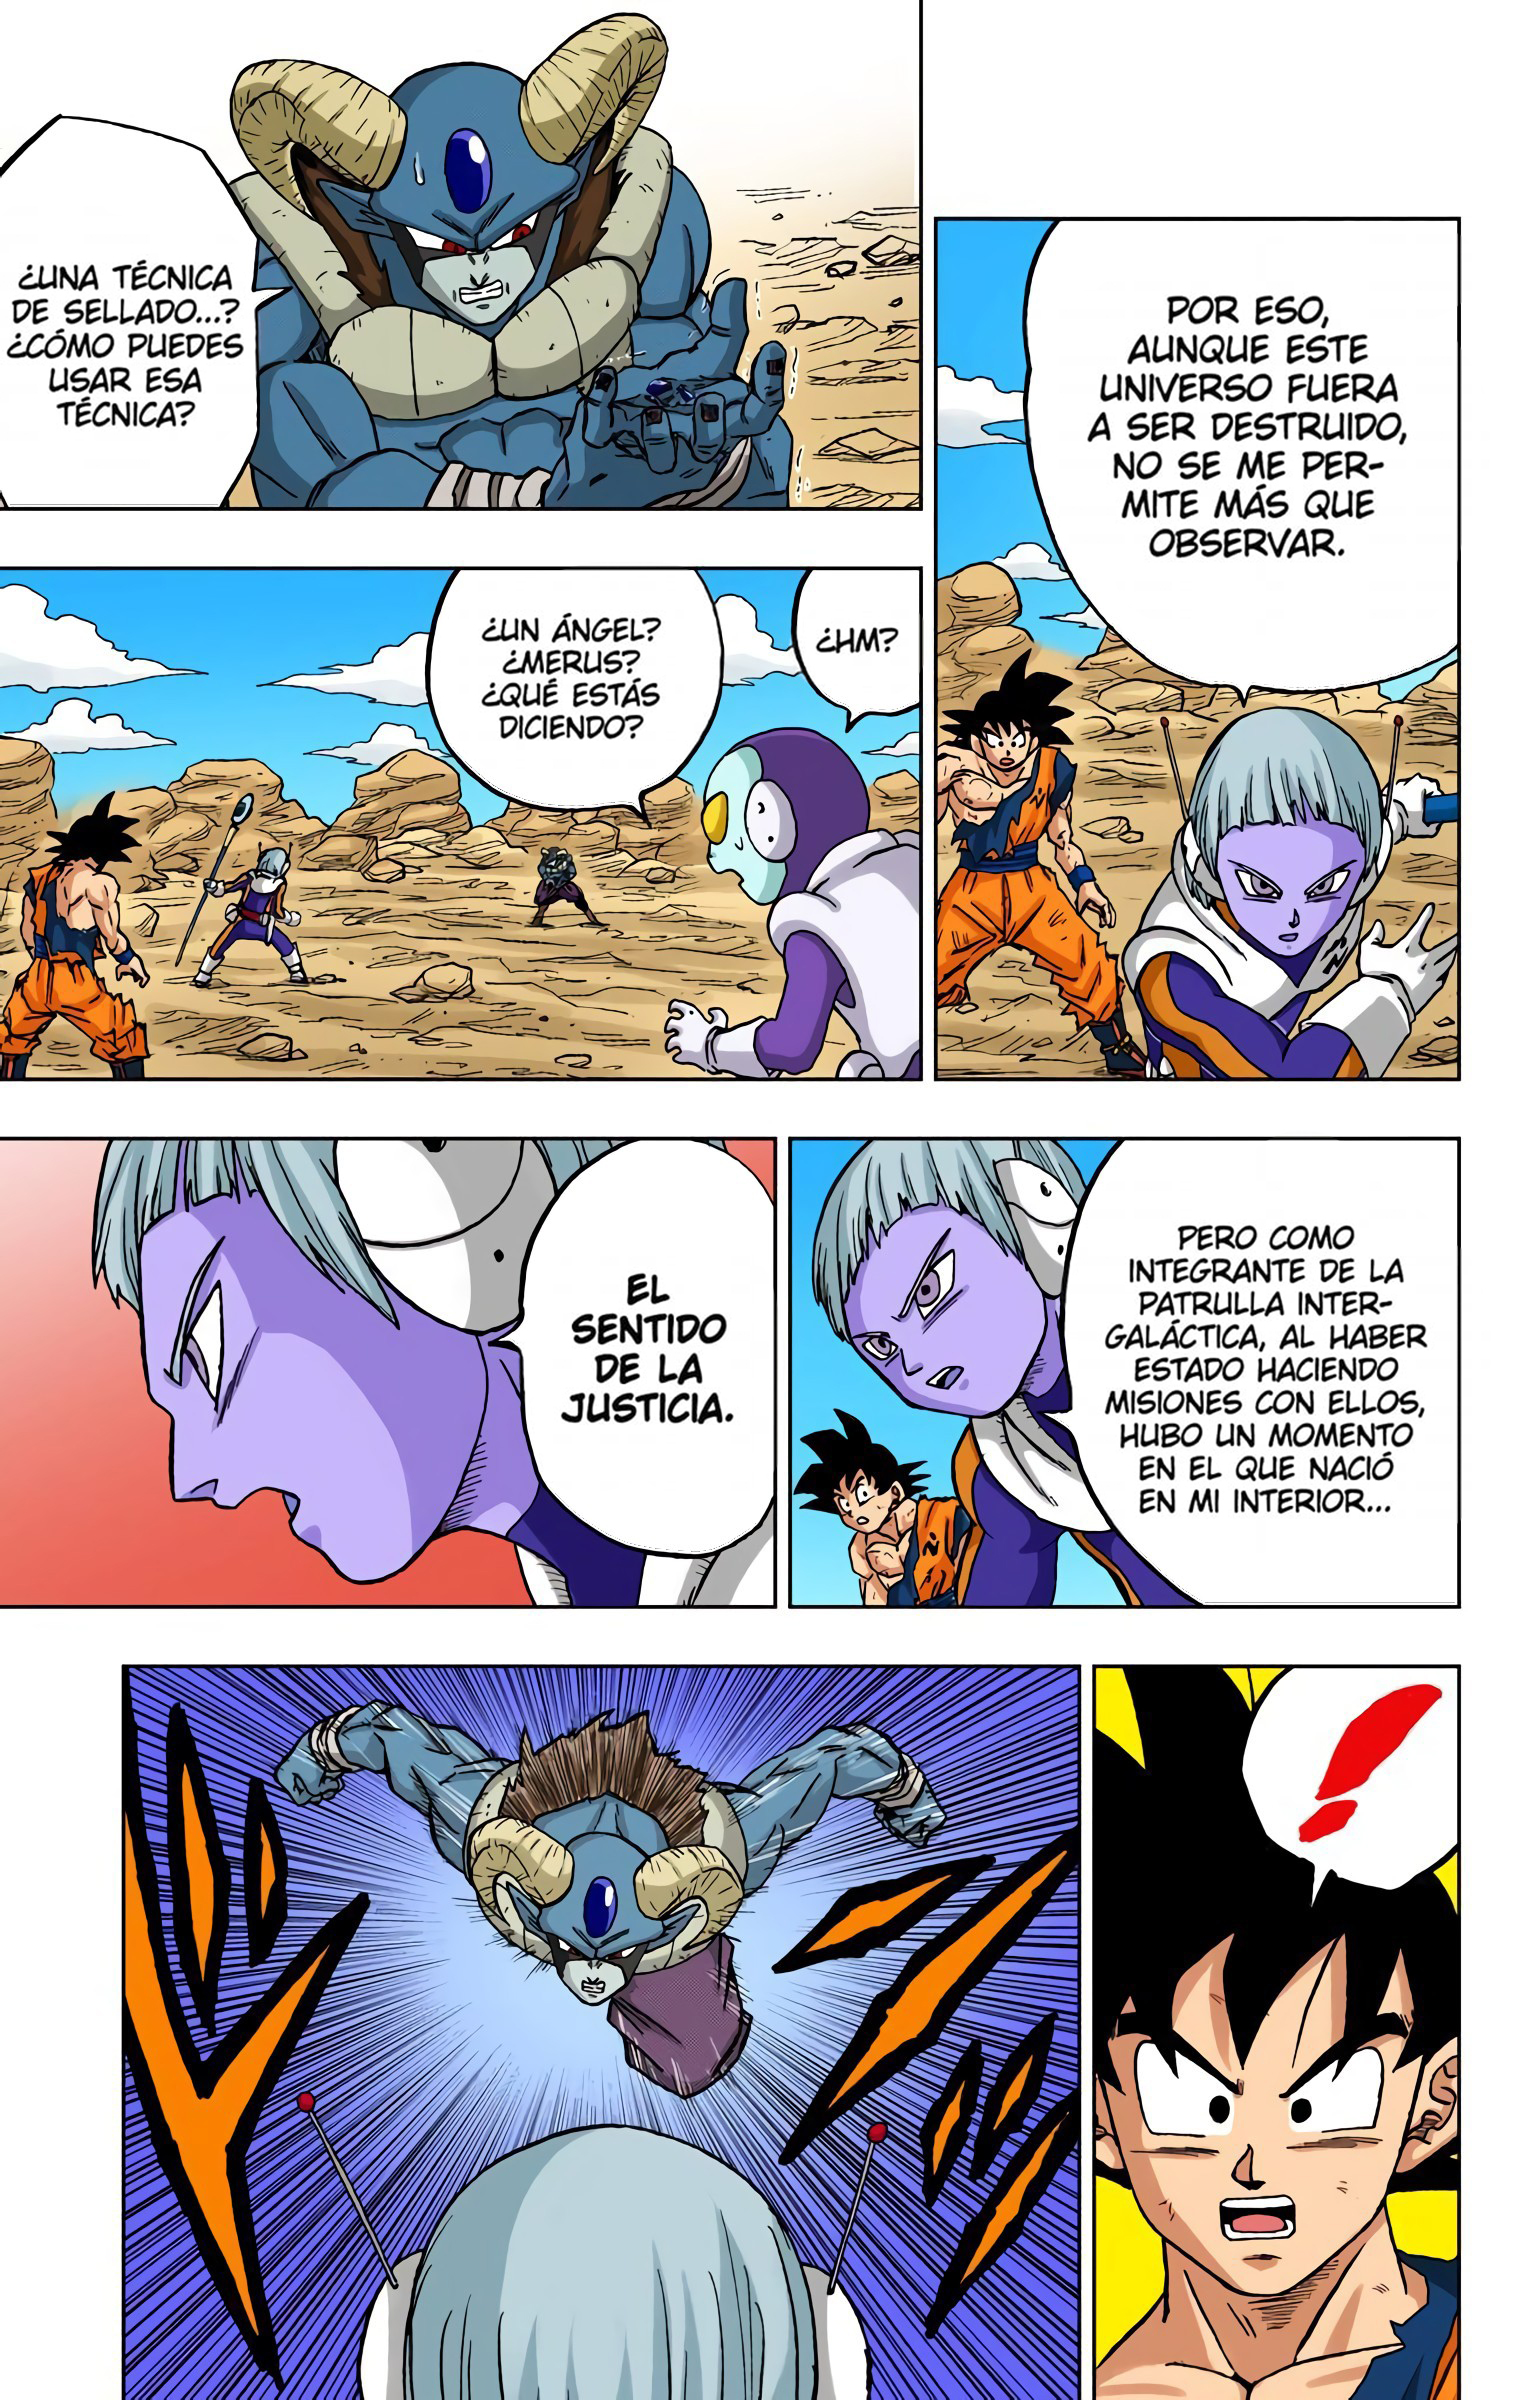 POR ESO,
AUNQUE ESTE
UNIVERSO FUERA
A SER DESTRUIDO,
NO SE ME PER-
MITE MÁS QUE
OBSERVAR.
¿UNA TÉCNICA
DE SELLADO...?
¿CÓMO PUEDES
USAR ESA
TÉCNICA?
¿HM?
¿UN ÁNGEL?
¿MERUS?
¿QUÉ ESTÁS
DICIENDO?
PERO COMO
INTEGRANTE DE LA
PATRULLA INTER-
GALÁCTICA, AL HABER
ESTADO HACIENDO
MISIONES CON ELLOS,
HUBO UN MOMENTO
EN EL QUE NACIÓ
EN MI INTERIOR...
EL
SENTIDO
DE LA
JUSTICIA.
!